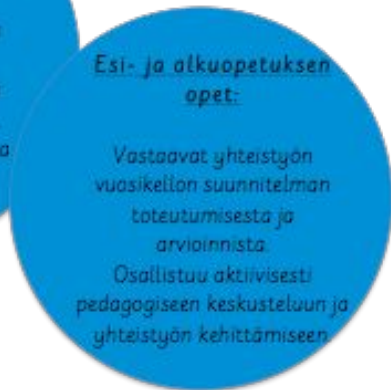 Esi- ja alkuopetuksen
opet:
Vastaavat yhteistyön
vuosikellon suunnitelman
toteutumisesta ja
arvioinnista.
Osallistuu aktiivisesti
pedagogiseen keskusteluun ja
yhteistyön kehittämiseen.